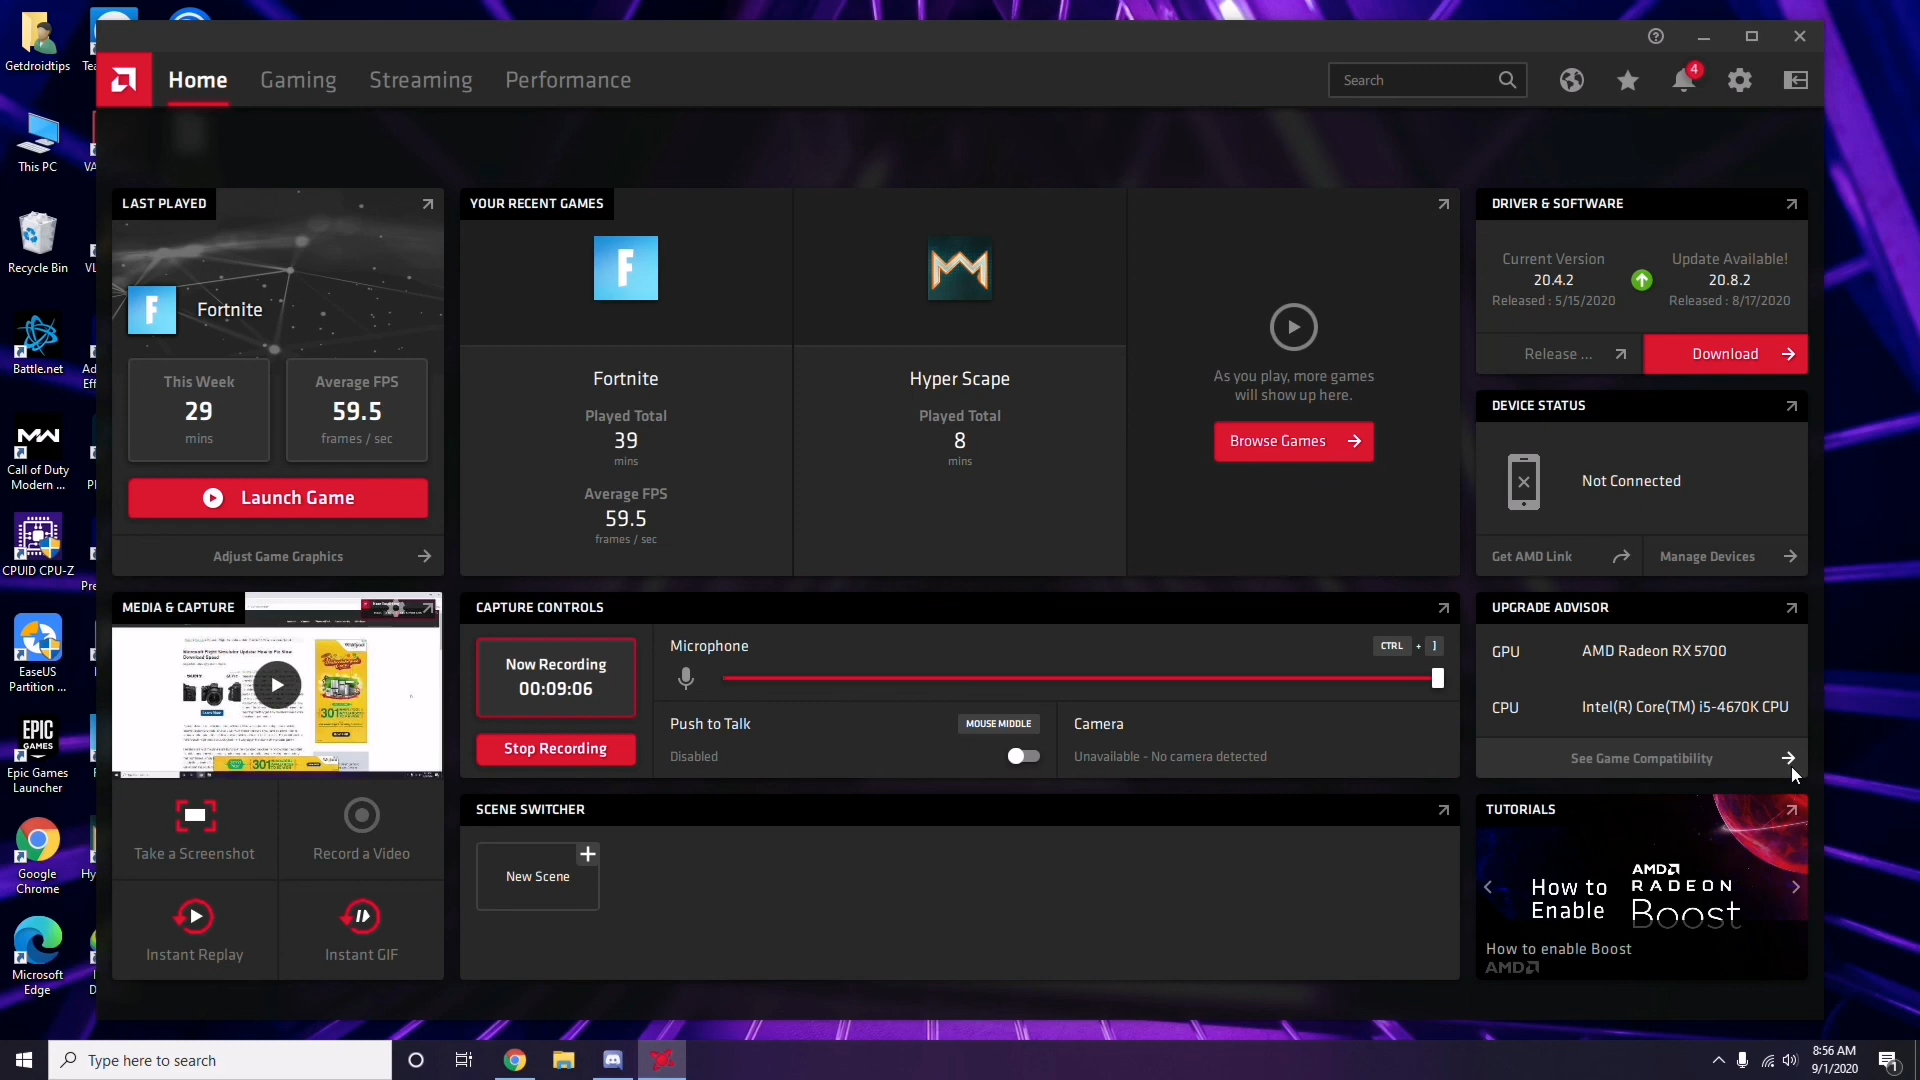 Getdroidtips
This PC
Recycle Bin
Battle.net
Call of Duty
Modern ...
CPUID CPU-Z
EaseUS
Partition ...
EPIC
GAMES
Epic Games
Launcher
Google
Chrome
Microsoft
Edge
Home
Gaming
Streaming
Performance
Search
4
LAST PLAYED
Fortnite
This Week
29
mins
Average FPS
59.5
frames / sec
Launch Game
Adjust Game Graphics
YOUR RECENT GAMES
Fortnite
Played Total
39
mins
Average FPS
59.5
frames / sec
Hyper Scape
Played Total
8
mins
As you play, more games
will show up here.
Browse Games
DRIVER & SOFTWARE
Current Version
20.4.2
Released : 5/15/2020
Update Available!
20.8.2
Released : 8/17/2020
Release ...
Download
DEVICE STATUS
Not Connected
Get AMD Link
Manage Devices
MEDIA & CAPTURE
Take a Screenshot
Record a Video
Instant Replay
Instant GIF
CAPTURE CONTROLS
Now Recording
00:09:06
Stop Recording
Microphone
CTRL + ]
Push to Talk
MOUSE MIDDLE
Disabled
Camera
Unavailable - No camera detected
SCENE SWITCHER
New Scene
UPGRADE ADVISOR
GPU
AMD Radeon RX 5700
CPU
Intel(R) Core(TM) i5-4670K CPU
See Game Compatibility
TUTORIALS
How to
Enable
AMD
RADEON
Boost
How to enable Boost
AMD
Type here to search
8:56 AM
9/1/2020
1